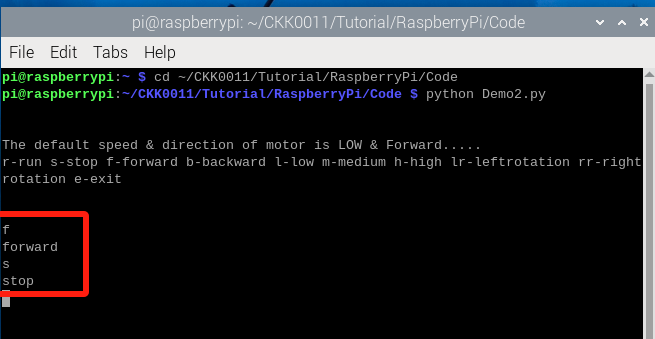 pi@raspberrypi: ~/CKK0011/Tutorial/RaspberryPi/Code
File Edit Tabs Help
pi@raspberrypi:~ $ cd ~/CKK0011/Tutorial/RaspberryPi/Code
pi@raspberrypi:~/CKK0011/Tutorial/RaspberryPi/Code $ python Demo2.py
The default speed & direction of motor is LOW & Forward.....
r-run s-stop f-forward b-backward l-low m-medium h-high lr-leftrotation rr-right
rotation e-exit
f
forward
s
stop